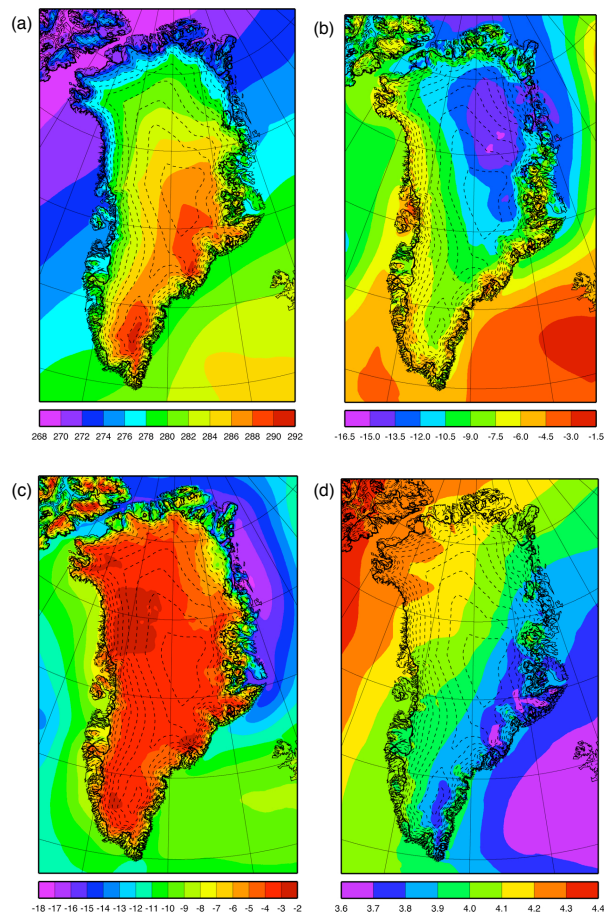 (a)
(b)
268 270 272 274 276 278 280 282 284 286 288 290 292
-16.5 -15.0 -13.5 -12.0 -10.5 -9.0 -7.5 -6.0 -4.5 -3.0 -1.5
(c)
(d)
-18 -17 -16 -15 -14 -13 -12 -11 -10 -9 -8 -7 -6 -5 -4 -3 -2
3.6 3.7 3.8 3.9 4.0 4.1 4.2 4.3 4.4